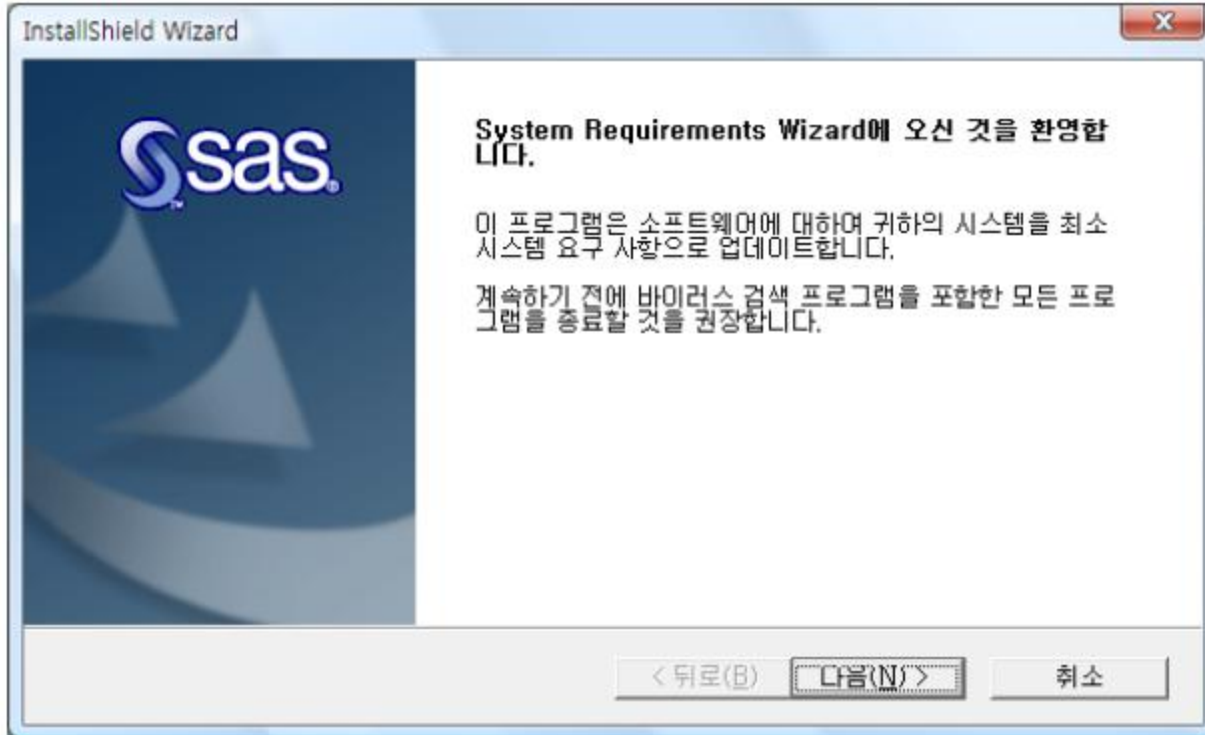 InstallShield Wizard
sas.
TM
System Requirements Wizard에 오신 것을 환영합
니다.
이 프로그램은 소프트웨어에 대하여 귀하의 시스템을 최소
시스템 요구 사항으로 업데이트합니다.
계속하기 전에 바이러스 검색 프로그램을 포함한 모든 프로
그램을 종료할 것을 권장합니다.
< 뒤로(B) 다음(N) > 취소